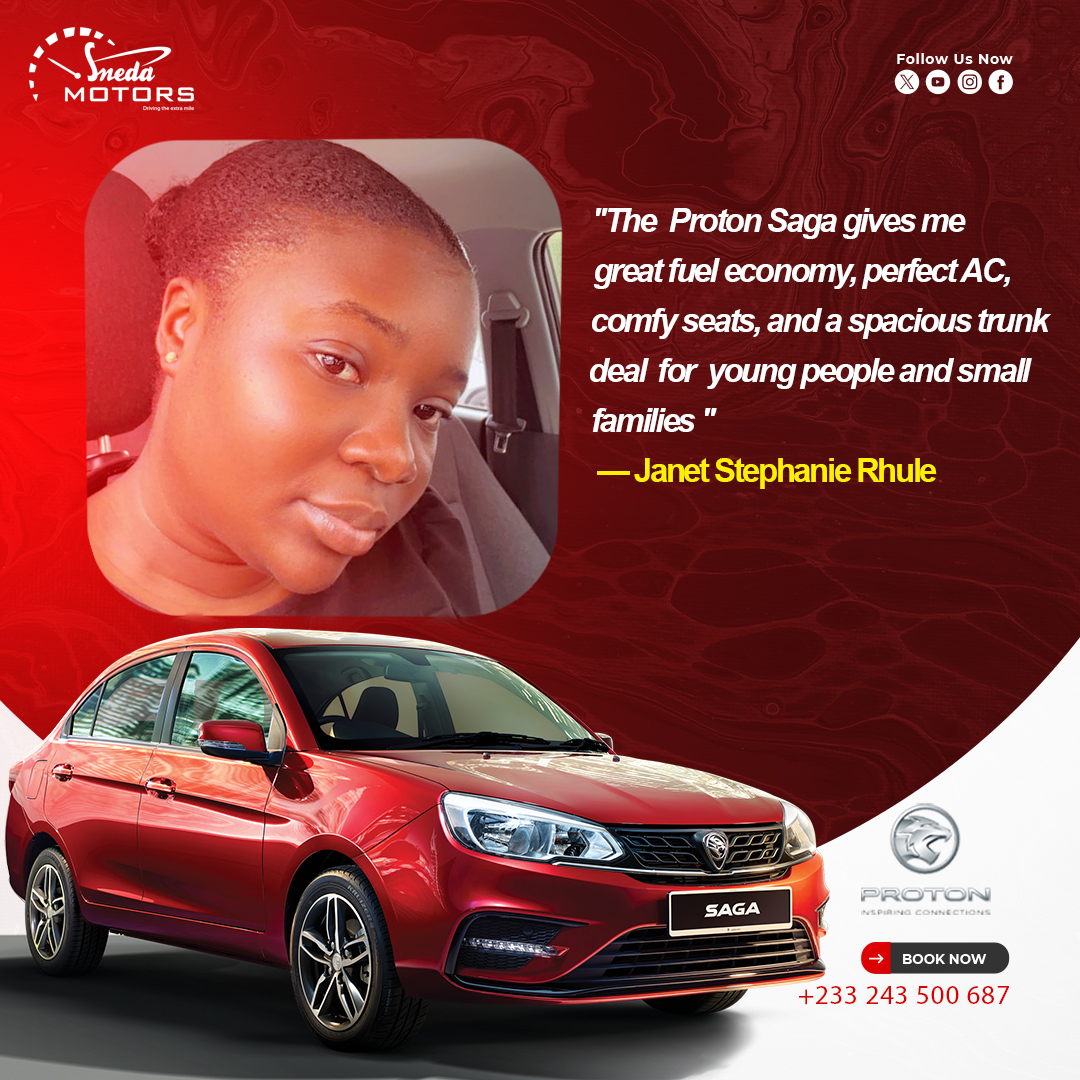 Sneda
MOTORS
Driving the extra mile
Follow Us Now
"The Proton Saga gives me
great fuel economy, perfect AC,
comfy seats, and a spacious trunk
deal for young people and small
families "
— Janet Stephanie Rhule
SAGA
PROTON
INSPIRING CONNECTIONS
BOOK NOW
+233 243 500 687